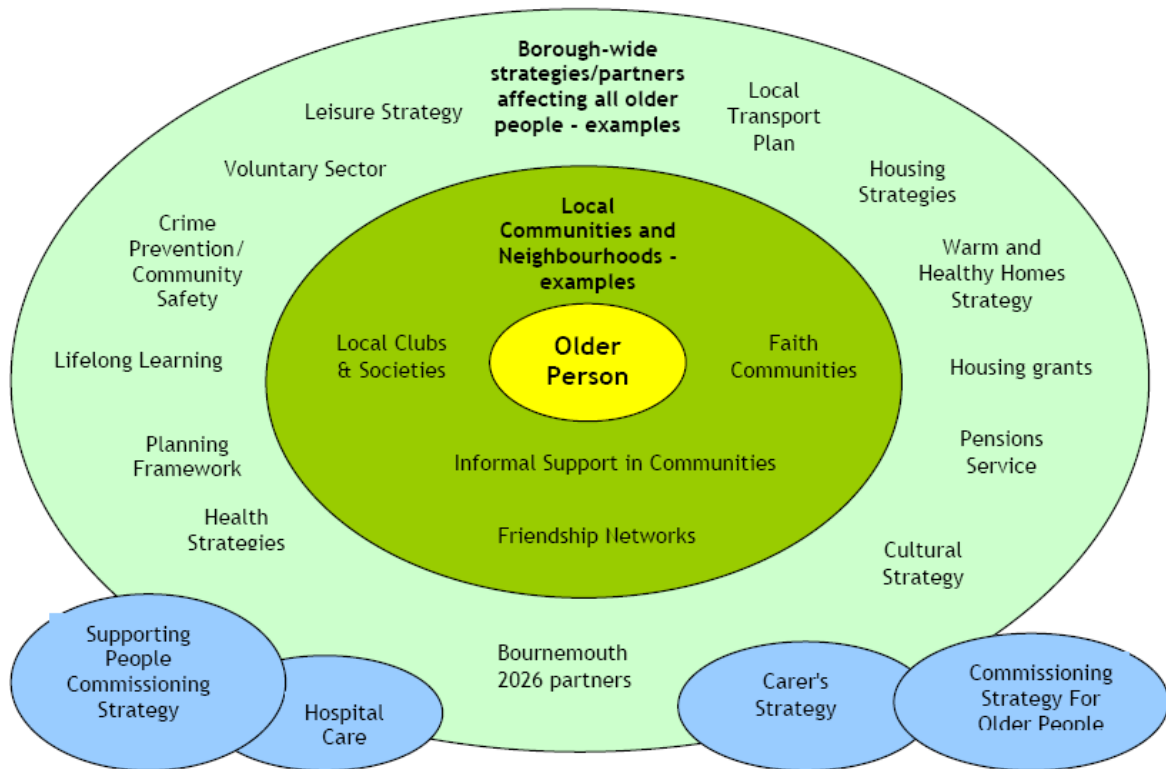 Borough-wide
strategies/partners
affecting all older
people - examples
Leisure Strategy
Local
Transport
Plan
Voluntary Sector
Housing
Strategies
Crime
Prevention/
Community
Safety
Local
Communities and
Neighbourhoods -
examples
Warm and
Healthy Homes
Strategy
Lifelong Learning
Local Clubs
& Societies
Older
Person
Faith
Communities
Housing grants
Planning
Framework
Informal Support in Communities
Pensions
Service
Health
Strategies
Friendship Networks
Cultural
Strategy
Supporting
People
Commissioning
Strategy
Hospital
Care
Bournemouth
2026 partners
Carer's
Strategy
Commissioning
Strategy For
Older People